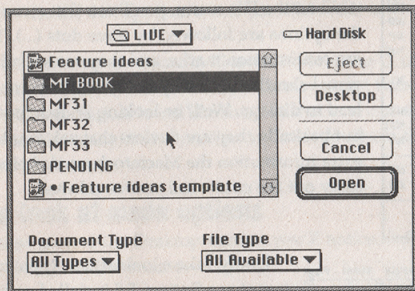 LIVE
Hard Disk
Feature ideas
MF BOOK
MF31
MF32
MF33
PENDING
• Feature ideas template
Eject
Desktop
Cancel
Open
Document Type
All Types
File Type
All Available